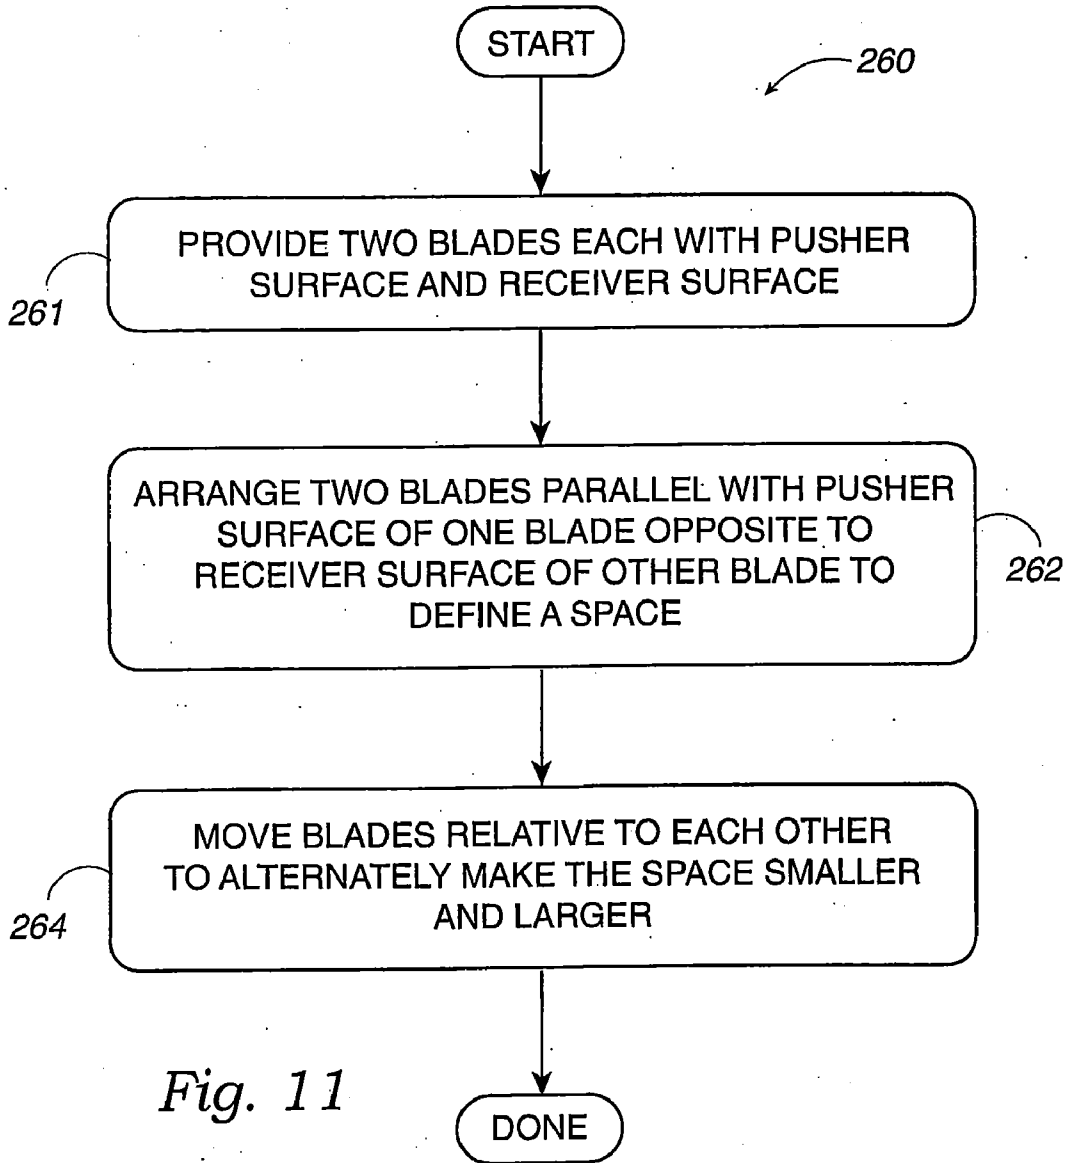 START
260
PROVIDE TWO BLADES EACH WITH PUSHER
SURFACE AND RECEIVER SURFACE
261
ARRANGE TWO BLADES PARALLEL WITH PUSHER
SURFACE OF ONE BLADE OPPOSITE TO
RECEIVER SURFACE OF OTHER BLADE TO
DEFINE A SPACE
262
MOVE BLADES RELATIVE TO EACH OTHER
TO ALTERNATELY MAKE THE SPACE SMALLER
AND LARGER
264
Fig. 11
DONE